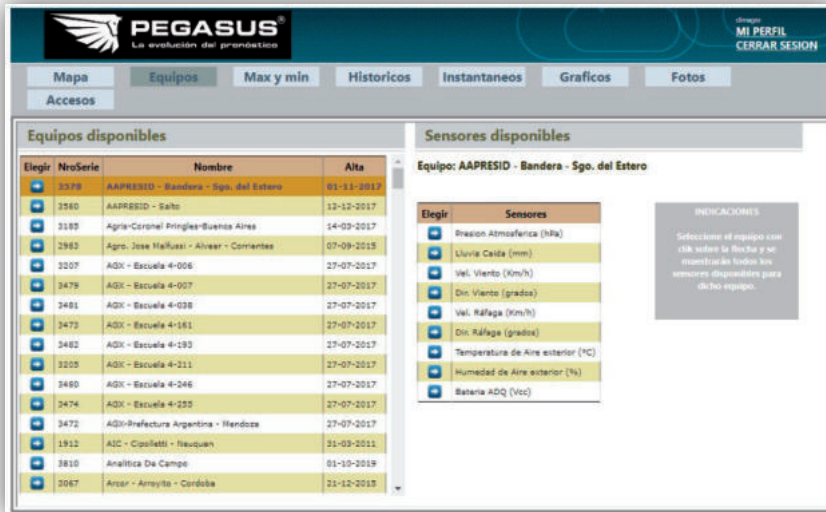 PEGASUS®
La evolución del pronóstico
MI PERFIL
CERRAR SESION
Mapa
Equipos
Max y min
Historicos
Instantaneos
Graficos
Fotos
Accesos
Equipos disponibles
Elegir NroSerie Nombre Alta
3378 AAPRESID - Bandera - Sgo. del Estero 01-11-2017
3580 AAPRESID - Salto 12-12-2017
3185 Agris-Coronel Pringles-Buenos Aires 14-03-2017
2983 Agro. Jose Malfussi - Alvear - Corrientes 07-09-2015
3207 AGX - Escuela 4-006 27-07-2017
3479 AGX - Escuela 4-007 27-07-2017
3481 AGX - Escuela 4-038 27-07-2017
3473 AGX - Escuela 4-161 27-07-2017
3482 AGX - Escuela 4-193 27-07-2017
3205 AGX - Escuela 4-211 27-07-2017
3480 AGX - Escuela 4-246 27-07-2017
3474 AGX - Escuela 4-255 27-07-2017
3472 AGX-Prefectura Argentina - Mendoza 27-07-2017
1912 AIC - Cipolletti - Neuquen 31-03-2011
3810 Analitica De Campo 01-10-2019
3067 Arcor - Arroyito - Cordoba 21-12-2015
Sensores disponibles
Equipo: AAPRESID - Bandera - Sgo. del Estero
Elegir Sensores
Presion Atmosferica (hPa)
Lluvia Caida (mm)
Vel. Viento (Km/h)
Dir. Viento (grados)
Vel. Ráfaga (Km/h)
Dir. Ráfaga (grados)
Temperatura de Aire exterior (ºC)
Humedad de Aire exterior (%)
Bateria ADQ (Vcc)
INDICACIONES
Seleccione el equipo con
clik sobre la flecha y se
muestrarán todos los
sensores disponibles para
dicho equipo.